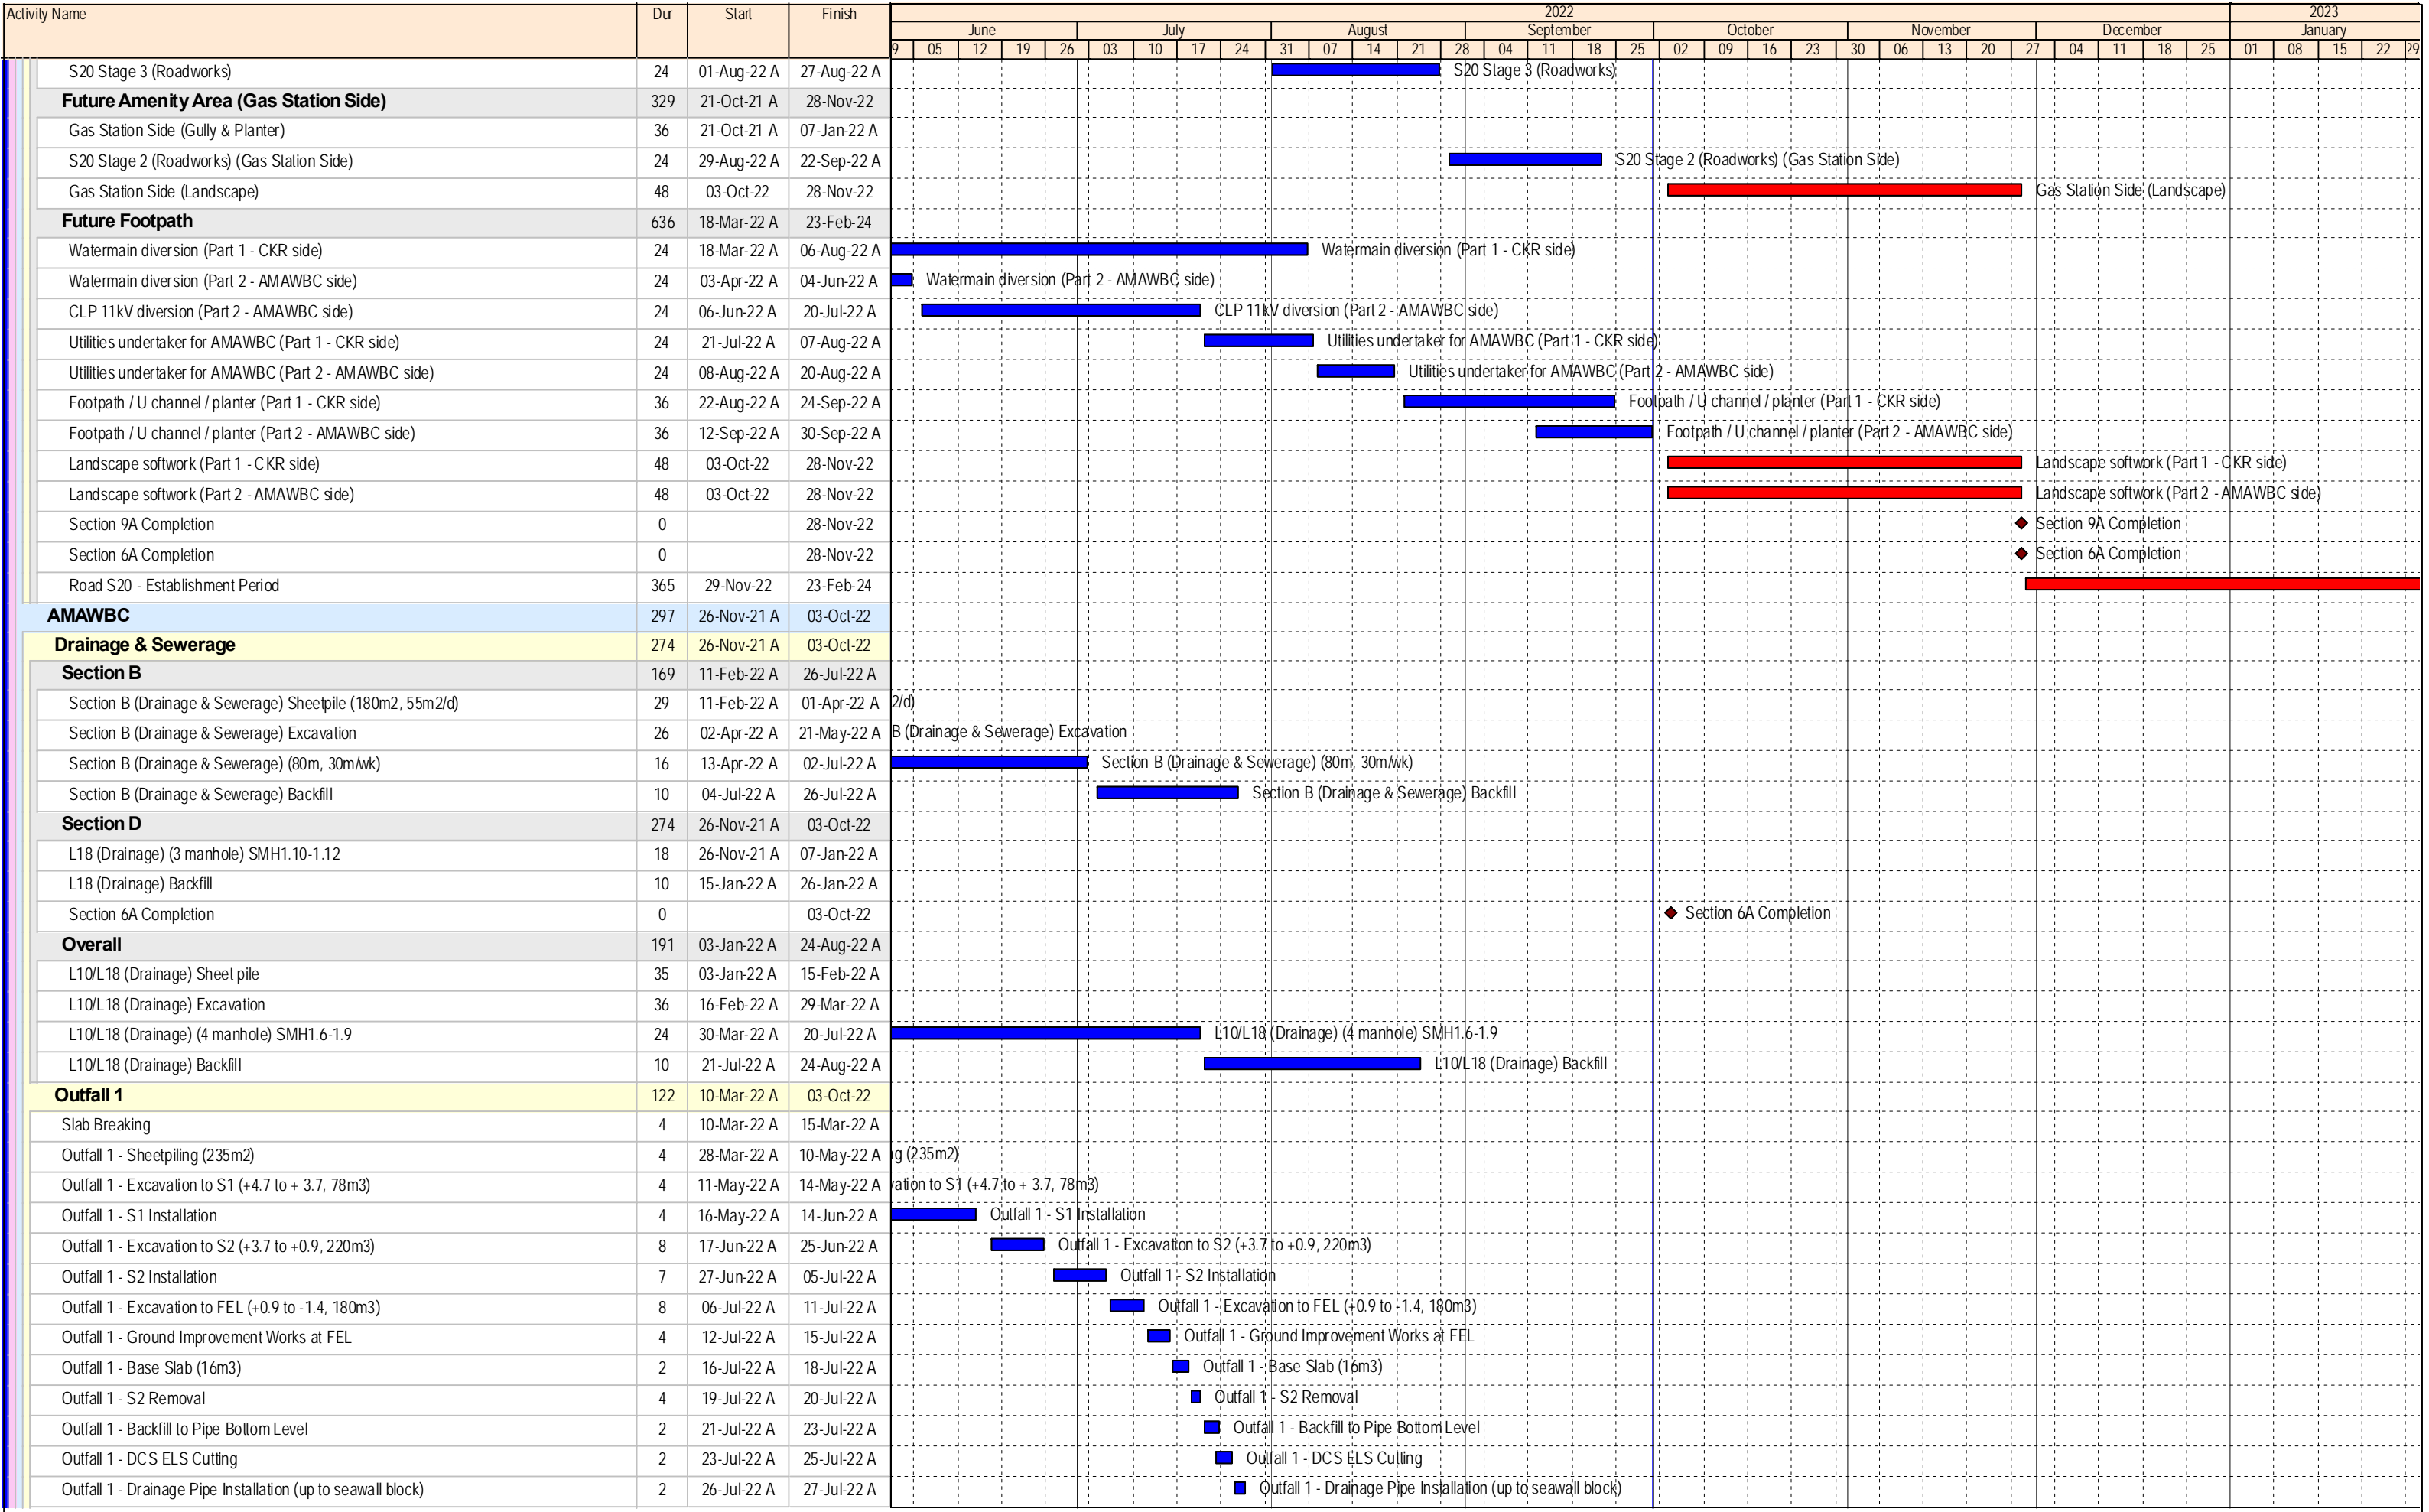 Activity Name Dur Start Finish 2022 2023
June July August September October November December January
9 05 12 19 26 03 10 17 24 31 07 14 21 28 04 11 18 25 02 09 16 23 30 06 13 20 27 04 11 18 25 01 08 15 22 29
S20 Stage 3 (Roadworks) 24 01-Aug-22 A 27-Aug-22 A S20 Stage 3 (Roadworks)
Future Amenity Area (Gas Station Side) 329 21-Oct-21 A 28-Nov-22
Gas Station Side (Gully & Planter) 36 21-Oct-21 A 07-Jan-22 A
S20 Stage 2 (Roadworks) (Gas Station Side) 24 29-Aug-22 A 22-Sep-22 A S20 Stage 2 (Roadworks) (Gas Station Side)
Gas Station Side (Landscape) 48 03-Oct-22 28-Nov-22 Gas Station Side (Landscape)
Future Footpath 636 18-Mar-22 A 23-Feb-24
Watermain diversion (Part 1 - CKR side) 24 18-Mar-22 A 06-Aug-22 A Watermain diversion (Part 1 - CKR side)
Watermain diversion (Part 2 - AMAWBC side) 24 03-Apr-22 A 04-Jun-22 A Watermain diversion (Part 2 - AMAWBC side)
CLP 11kV diversion (Part 2 - AMAWBC side) 24 06-Jun-22 A 20-Jul-22 A CLP 11kV diversion (Part 2 - AMAWBC side)
Utilities undertaker for AMAWBC (Part 1 - CKR side) 24 21-Jul-22 A 07-Aug-22 A Utilities undertaker for AMAWBC (Part 1 - CKR side)
Utilities undertaker for AMAWBC (Part 2 - AMAWBC side) 24 08-Aug-22 A 20-Aug-22 A Utilities undertaker for AMAWBC (Part 2 - AMAWBC side)
Footpath / U channel / planter (Part 1 - CKR side) 36 22-Aug-22 A 24-Sep-22 A Footpath / U channel / planter (Part 1 - CKR side)
Footpath / U channel / planter (Part 2 - AMAWBC side) 36 12-Sep-22 A 30-Sep-22 A Footpath / U channel / planter (Part 2 - AMAWBC side)
Landscape softwork (Part 1 - CKR side) 48 03-Oct-22 28-Nov-22 Landscape softwork (Part 1 - CKR side)
Landscape softwork (Part 2 - AMAWBC side) 48 03-Oct-22 28-Nov-22 Landscape softwork (Part 2 - AMAWBC side)
Section 9A Completion 0 28-Nov-22 Section 9A Completion
Section 6A Completion 0 28-Nov-22 Section 6A Completion
Road S20 - Establishment Period 365 29-Nov-22 23-Feb-24
AMAWBC 297 26-Nov-21 A 03-Oct-22
Drainage & Sewerage 274 26-Nov-21 A 03-Oct-22
Section B 169 11-Feb-22 A 26-Jul-22 A
Section B (Drainage & Sewerage) Sheetpile (180m2, 55m2/d) 29 11-Feb-22 A 01-Apr-22 A 2/d)
Section B (Drainage & Sewerage) Excavation 26 02-Apr-22 A 21-May-22 A B (Drainage & Sewerage) Excavation
Section B (Drainage & Sewerage) (80m, 30m/wk) 16 13-Apr-22 A 02-Jul-22 A Section B (Drainage & Sewerage) (80m, 30m/wk)
Section B (Drainage & Sewerage) Backfill 10 04-Jul-22 A 26-Jul-22 A Section B (Drainage & Sewerage) Backfill
Section D 274 26-Nov-21 A 03-Oct-22
L18 (Drainage) (3 manhole) SMH1.10-1.12 18 26-Nov-21 A 07-Jan-22 A
L18 (Drainage) Backfill 10 15-Jan-22 A 26-Jan-22 A
Section 6A Completion 0 03-Oct-22 Section 6A Completion
Overall 191 03-Jan-22 A 24-Aug-22 A
L10/L18 (Drainage) Sheet pile 35 03-Jan-22 A 15-Feb-22 A
L10/L18 (Drainage) Excavation 36 16-Feb-22 A 29-Mar-22 A
L10/L18 (Drainage) (4 manhole) SMH1.6-1.9 24 30-Mar-22 A 20-Jul-22 A L10/L18 (Drainage) (4 manhole) SMH1.6-1.9
L10/L18 (Drainage) Backfill 10 21-Jul-22 A 24-Aug-22 A L10/L18 (Drainage) Backfill
Outfall 1 122 10-Mar-22 A 03-Oct-22
Slab Breaking 4 10-Mar-22 A 15-Mar-22 A
Outfall 1 - Sheetpiling (235m2) 4 28-Mar-22 A 10-May-22 A g (235m2)
Outfall 1 - Excavation to S1 (+4.7 to + 3.7, 78m3) 4 11-May-22 A 14-May-22 A vation to S1 (+4.7 to + 3.7, 78m3)
Outfall 1 - S1 Installation 4 16-May-22 A 14-Jun-22 A Outfall 1 - S1 Installation
Outfall 1 - Excavation to S2 (+3.7 to +0.9, 220m3) 8 17-Jun-22 A 25-Jun-22 A Outfall 1 - Excavation to S2 (+3.7 to +0.9, 220m3)
Outfall 1 - S2 Installation 7 27-Jun-22 A 05-Jul-22 A Outfall 1 - S2 Installation
Outfall 1 - Excavation to FEL (+0.9 to -1.4, 180m3) 8 06-Jul-22 A 11-Jul-22 A Outfall 1 - Excavation to FEL (+0.9 to -1.4, 180m3)
Outfall 1 - Ground Improvement Works at FEL 4 12-Jul-22 A 15-Jul-22 A Outfall 1 - Ground Improvement Works at FEL
Outfall 1 - Base Slab (16m3) 2 16-Jul-22 A 18-Jul-22 A Outfall 1 - Base Slab (16m3)
Outfall 1 - S2 Removal 4 19-Jul-22 A 20-Jul-22 A Outfall 1 - S2 Removal
Outfall 1 - Backfill to Pipe Bottom Level 2 21-Jul-22 A 23-Jul-22 A Outfall 1 - Backfill to Pipe Bottom Level
Outfall 1 - DCS ELS Cutting 2 23-Jul-22 A 25-Jul-22 A Outfall 1 - DCS ELS Cutting
Outfall 1 - Drainage Pipe Installation (up to seawall block) 2 26-Jul-22 A 27-Jul-22 A Outfall 1 - Drainage Pipe Installation (up to seawall block)